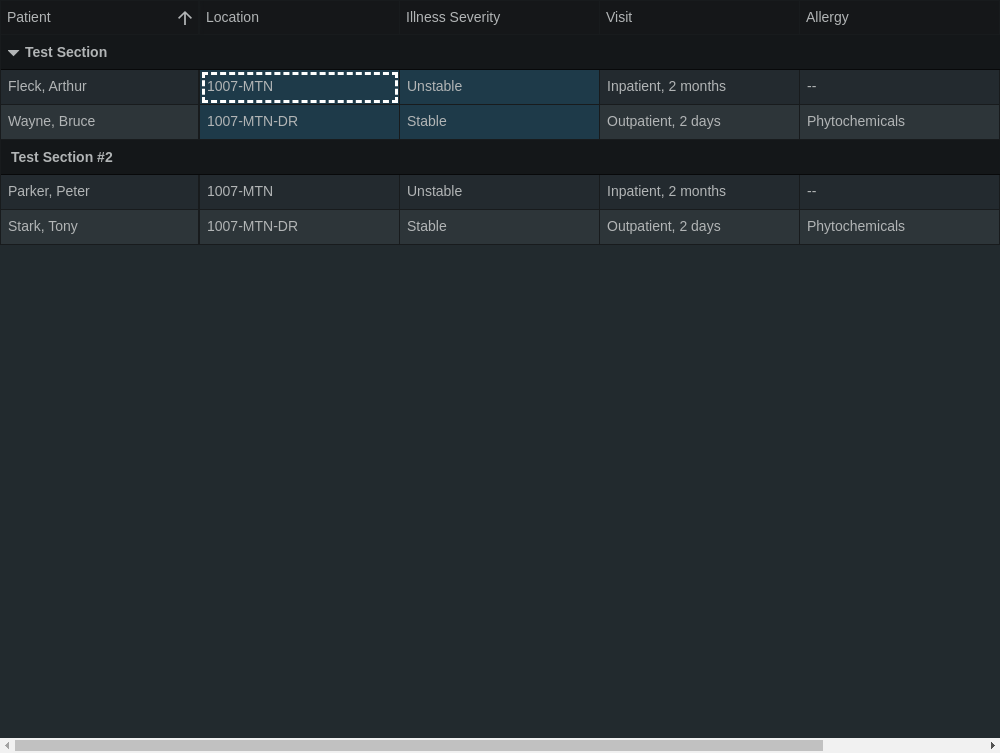 Patient Location Illness Severity Visit Allergy
Test Section
Fleck, Arthur 1007-MTN Unstable Inpatient, 2 months --
Wayne, Bruce 1007-MTN-DR Stable Outpatient, 2 days Phytochemicals
Test Section #2
Parker, Peter 1007-MTN Unstable Inpatient, 2 months --
Stark, Tony 1007-MTN-DR Stable Outpatient, 2 days Phytochemicals